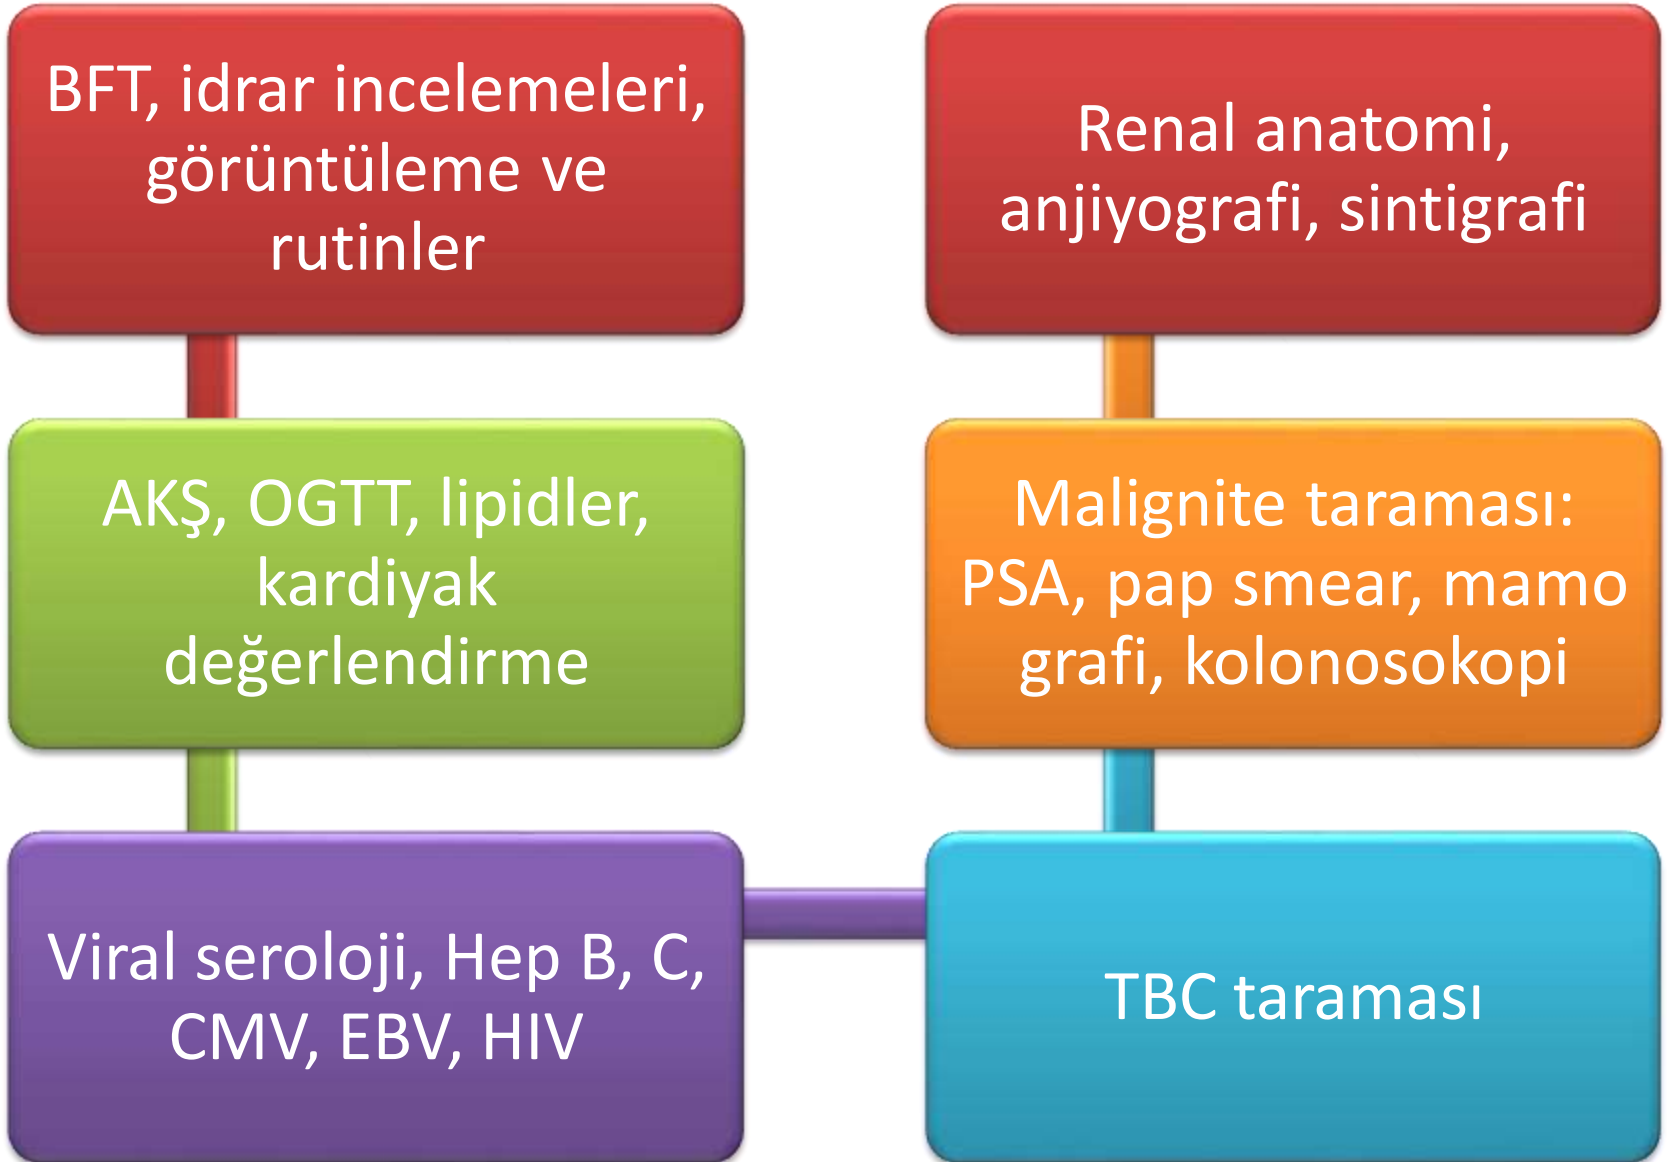 BFT, idrar incelemeleri,
görüntüleme ve
rutinler
AKŞ, OGTT, lipidler,
kardiyak
değerlendirme
Viral seroloji, Hep B, C,
CMV, EBV, HIV
TBC taraması
Malignite taraması:
PSA, pap smear, mamo
grafi, kolonosokopi
Renal anatomi,
anjiyografi, sintigrafi